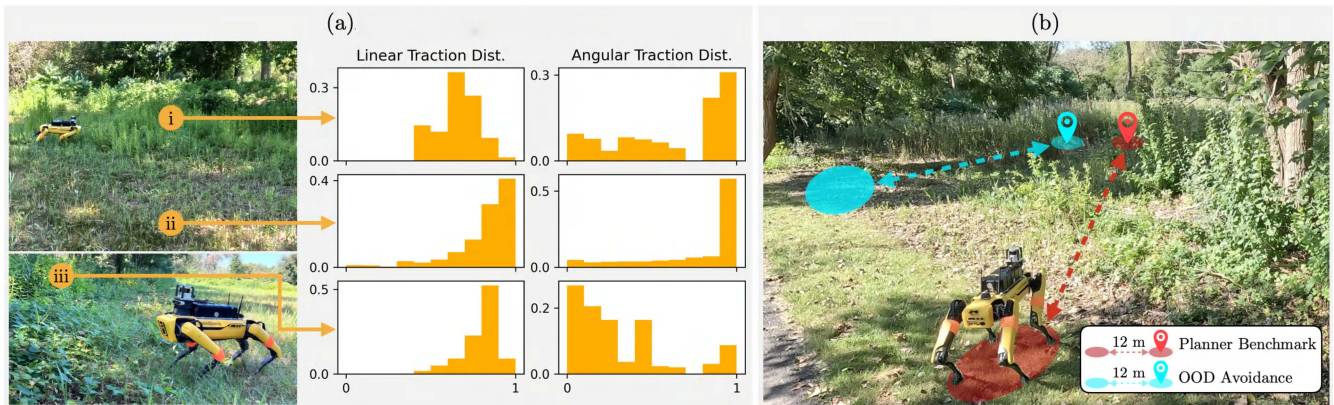 (a)
Linear Traction Dist.
Angular Traction Dist.
i
0.3
0.0
0.3
0.0
ii
0.4
0.0
0.5
0.0
iii
0.5
0.0
0
1
0.2
0.0
0
1
(b)
12 m
Planner Benchmark
12 m
OOD Avoidance